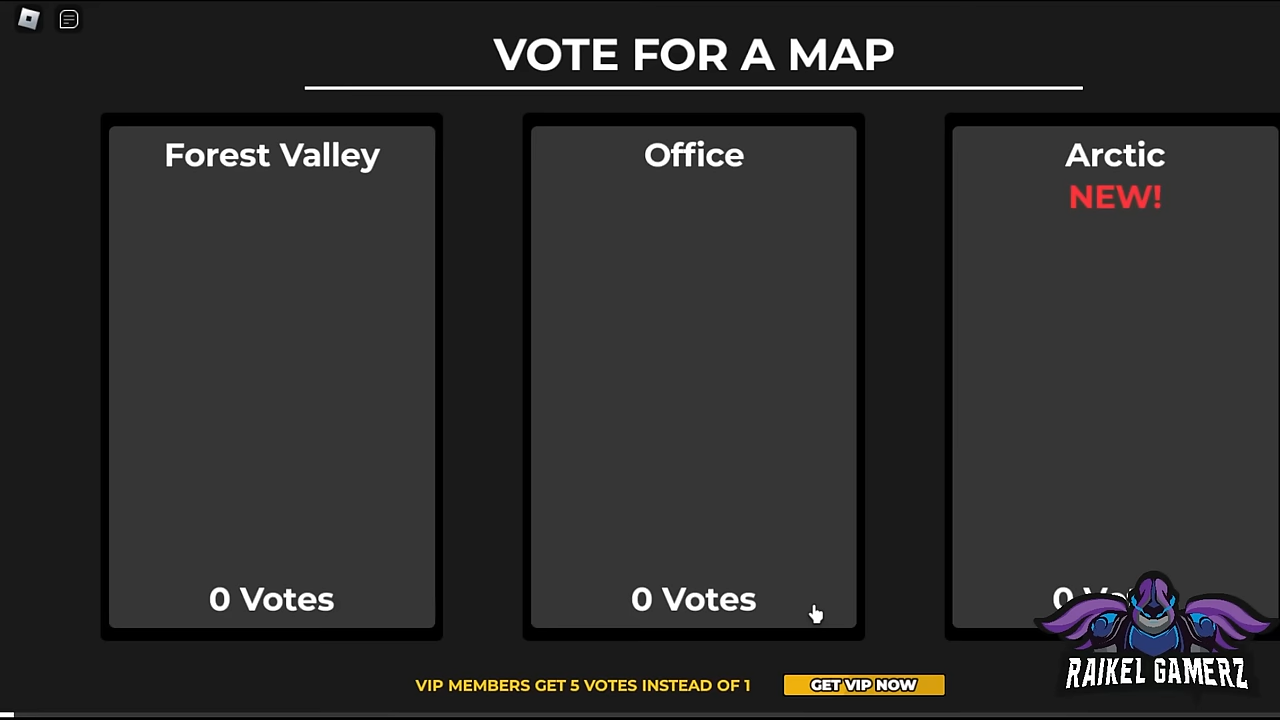 VOTE FOR A MAP
Forest Valley
Office
Arctic
NEW!
0 Votes
0 Votes
0
VIP MEMBERS GET 5 VOTES INSTEAD OF 1
GET VIP NOW
RAIKEL GAMERZ